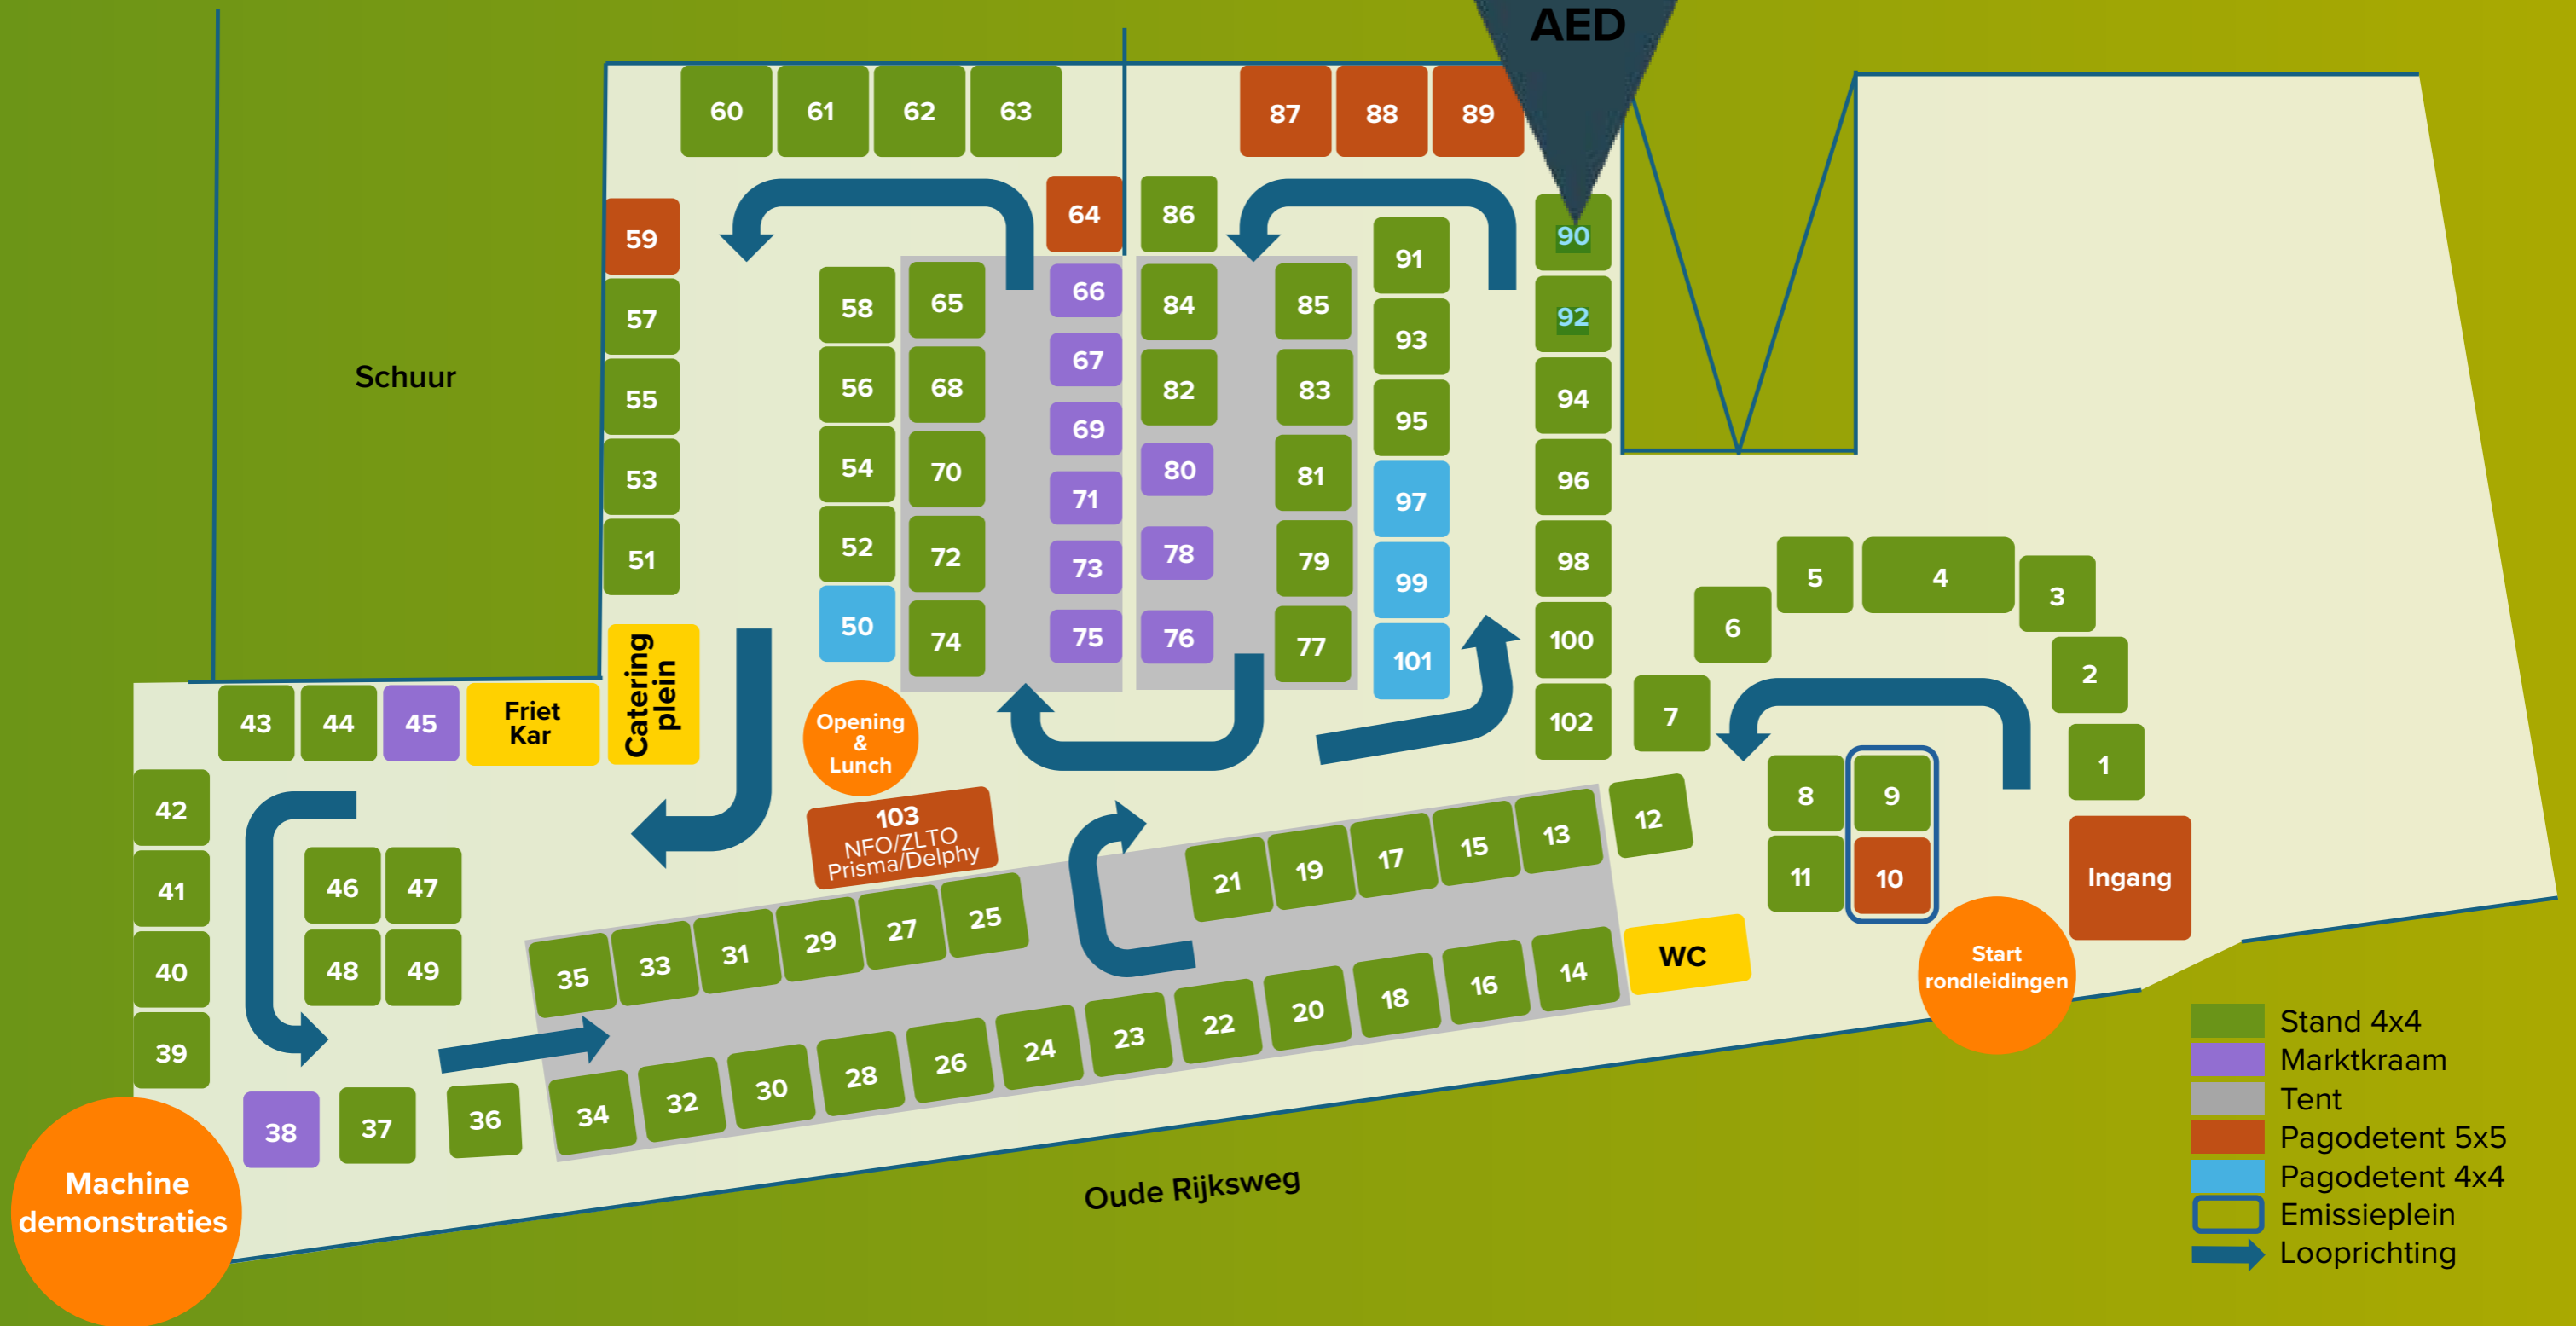 AED
60 61 62 63
87 88 89
64 86
59
90
91
66
65 84 85
58
57
92
93
67
Schuur
56 68 82 83
55
94
95
69
54 70 80 81
53
96
97
71
52 72 78 79
51
98
99
73
5 4 3
50 74 75 76 77
100
101
6
Catering
plein
2
43 44 45
Friet
Kar
Opening
&
Lunch
102
7
1
42
103
NFO/ZLTO
Prisma/Delphy
21 19 17 15 13 12
8 9
11 10
Ingang
46 47
41
48 49
40
35 33 31 29 27 25
WC
Start
rondleidingen
39
38 37 36
34 32 30 28 26 24 23 22 20 18 16 14
Machine
demonstraties
Oude Rijksweg
Stand 4x4
Marktkraam
Tent
Pagodetent 5x5
Pagodetent 4x4
Emissieplein
Looprichting